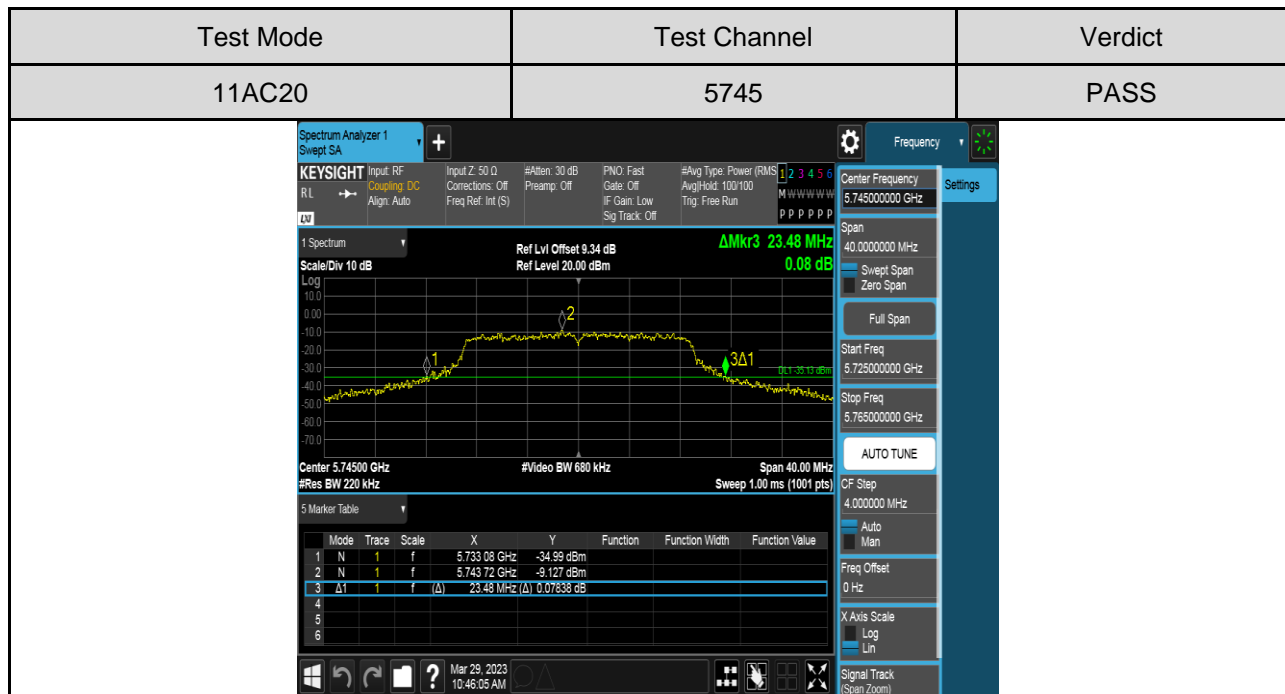 Test Mode Test Channel Verdict
11AC20 5745 PASS
Spectrum Analyzer 1
Swept SA
+
Frequency
KEYSIGHT Input: RF Input Z: 50 Ω #Atten: 30 dB PNO: Fast #Avg Type: Power (RMS 1 2 3 4 5 6
RL Coupling: DC Corrections: Off Preamp: Off Gate: Off Avg|Hold: 100/100 M W W W W W
Align: Auto Freq Ref: Int (S) IF Gain: Low Trig: Free Run
LXI Sig Track: Off P P P P P P
1 Spectrum
Scale/Div 10 dB
Ref Lvl Offset 9.34 dB
Ref Level 20.00 dBm
ΔMkr3 23.48 MHz
0.08 dB
Log
10.0
0.00
-10.0
-20.0
-30.0
-40.0
-50.0
-60.0
-70.0
1
2
3Δ1
DL1 -35.13 dBm
Center 5.74500 GHz #Video BW 680 kHz Span 40.00 MHz
#Res BW 220 kHz Sweep 1.00 ms (1001 pts)
5 Marker Table
Mode Trace Scale X Y Function Function Width Function Value
1 N 1 f 5.733 08 GHz -34.99 dBm
2 N 1 f 5.743 72 GHz -9.127 dBm
3 Δ1 1 f (Δ) 23.48 MHz (Δ) 0.07838 dB
4
5
6
?
Mar 29, 2023
10:46:05 AM
Center Frequency
5.745000000 GHz
Settings
Span
40.0000000 MHz
Swept Span
Zero Span
Full Span
Start Freq
5.725000000 GHz
Stop Freq
5.765000000 GHz
AUTO TUNE
CF Step
4.000000 MHz
Auto
Man
Freq Offset
0 Hz
X Axis Scale
Log
Lin
Signal Track
(Span Zoom)